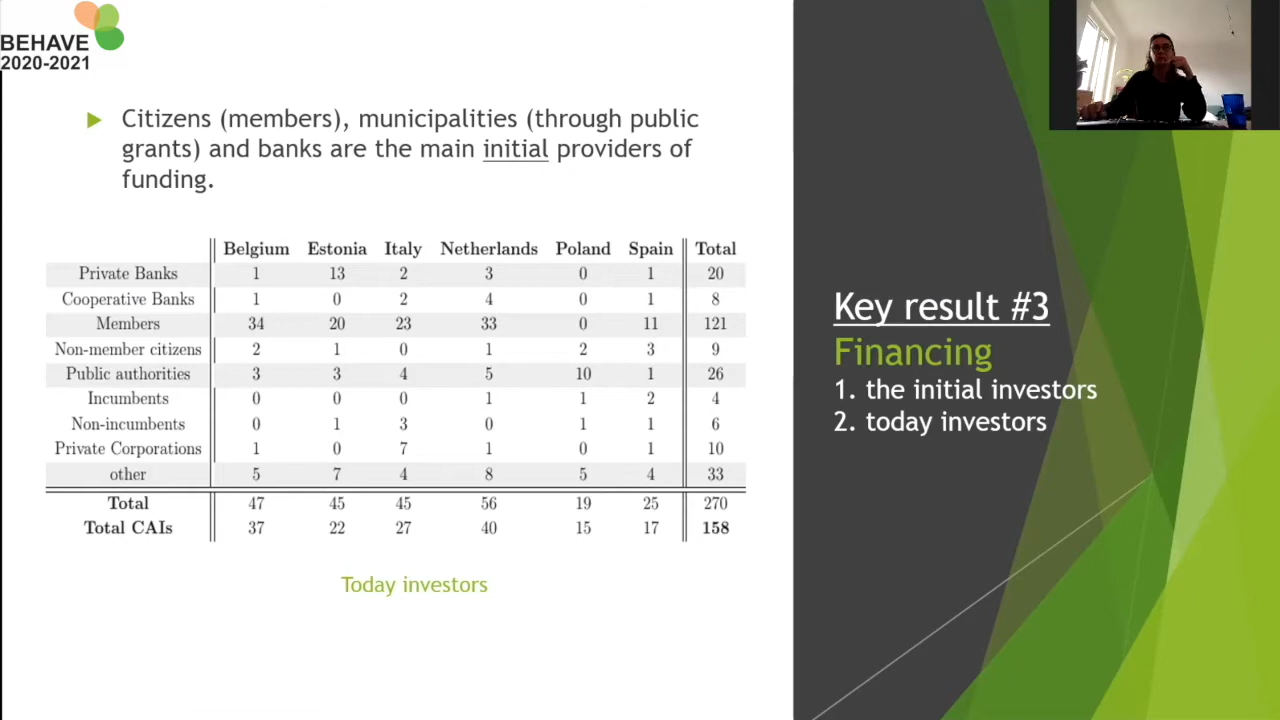 BEHAVE
2020-2021
Citizens (members), municipalities (through public
grants) and banks are the main initial providers of
funding.
Belgium Estonia Italy Netherlands Poland Spain Total
Private Banks 1 13 2 3 0 1 20
Cooperative Banks 1 0 2 4 0 1 8
Members 34 20 23 33 0 11 121
Non-member citizens 2 1 0 1 2 3 9
Public authorities 3 3 4 5 10 1 26
Incumbents 0 0 0 1 1 2 4
Non-incumbents 0 1 3 0 1 1 6
Private Corporations 1 0 7 1 0 1 10
other 5 7 4 8 5 4 33
Total 47 45 45 56 19 25 270
Total CAIs 37 22 27 40 15 17 158
Today investors
Key result #3
Financing
1. the initial investors
2. today investors